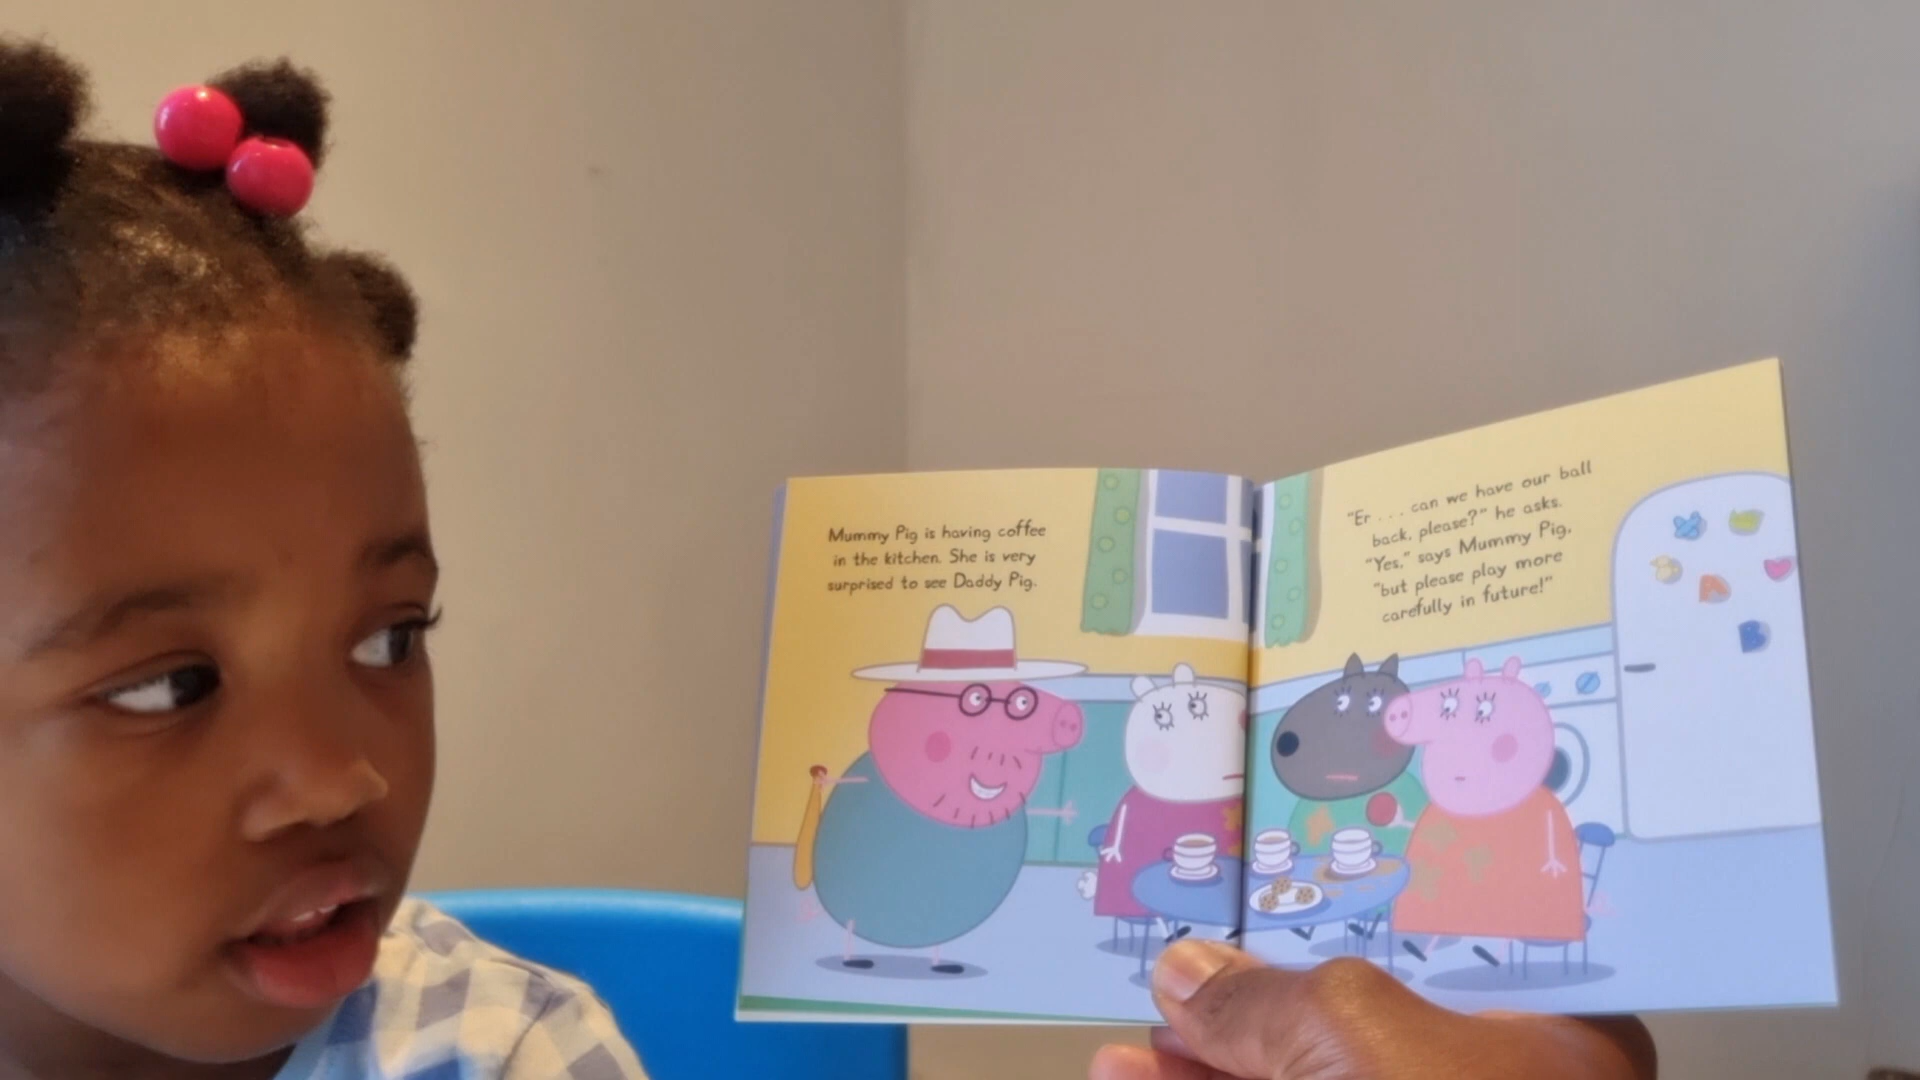 Mummy Pig is having coffee
in the kitchen. She is very
surprised to see Daddy Pig.
"Er . . . can we have our ball
back, please?" he asks.
"Yes," says Mummy Pig,
"but please play more
carefully in future!"